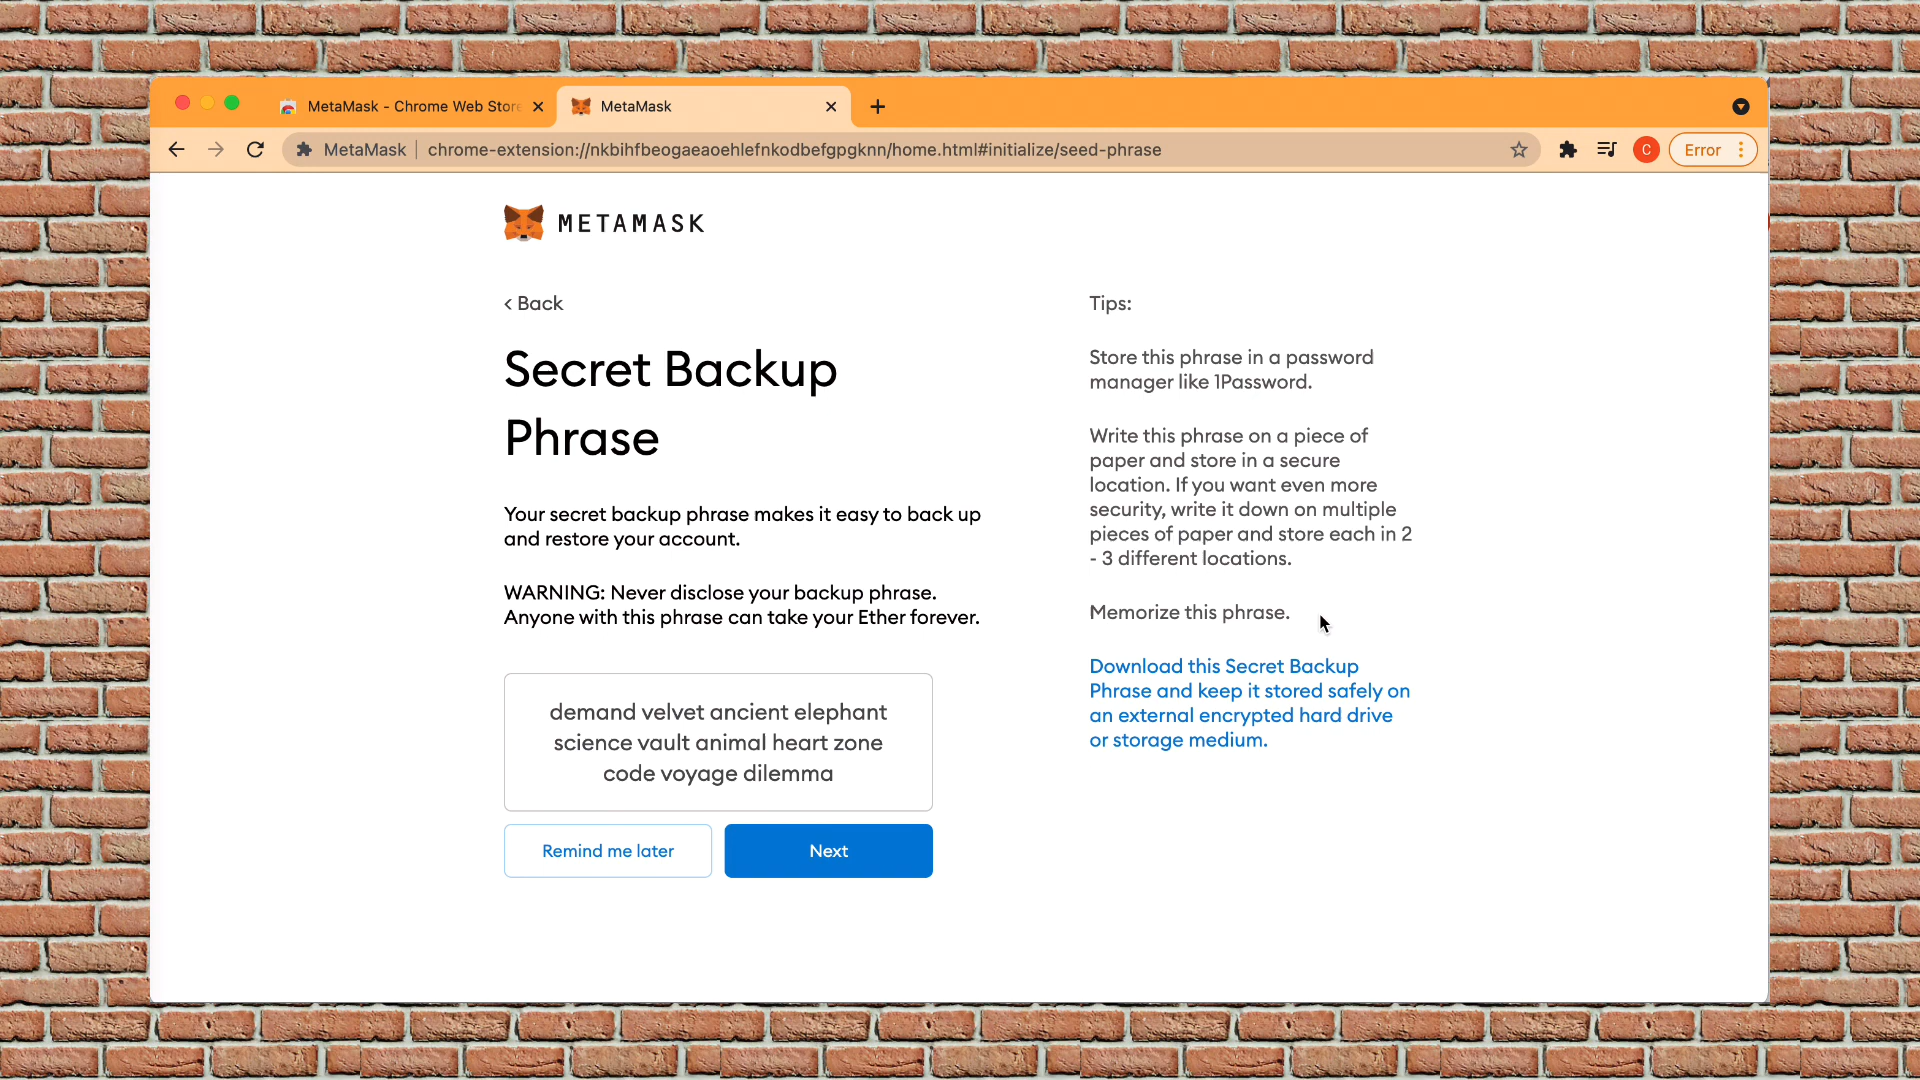 MetaMask - Chrome Web Store
MetaMask
MetaMask
chrome-extension://nkbihfbeogaeaoehlefnkodbefgpgknn/home.html#initialize/seed-phrase
C
Error
METAMASK
< Back
Secret Backup
Phrase
Your secret backup phrase makes it easy to back up
and restore your account.
WARNING: Never disclose your backup phrase.
Anyone with this phrase can take your Ether forever.
demand velvet ancient elephant
science vault animal heart zone
code voyage dilemma
Remind me later
Next
Tips:
Store this phrase in a password
manager like 1Password.
Write this phrase on a piece of
paper and store in a secure
location. If you want even more
security, write it down on multiple
pieces of paper and store each in 2
- 3 different locations.
Memorize this phrase.
Download this Secret Backup
Phrase and keep it stored safely on
an external encrypted hard drive
or storage medium.